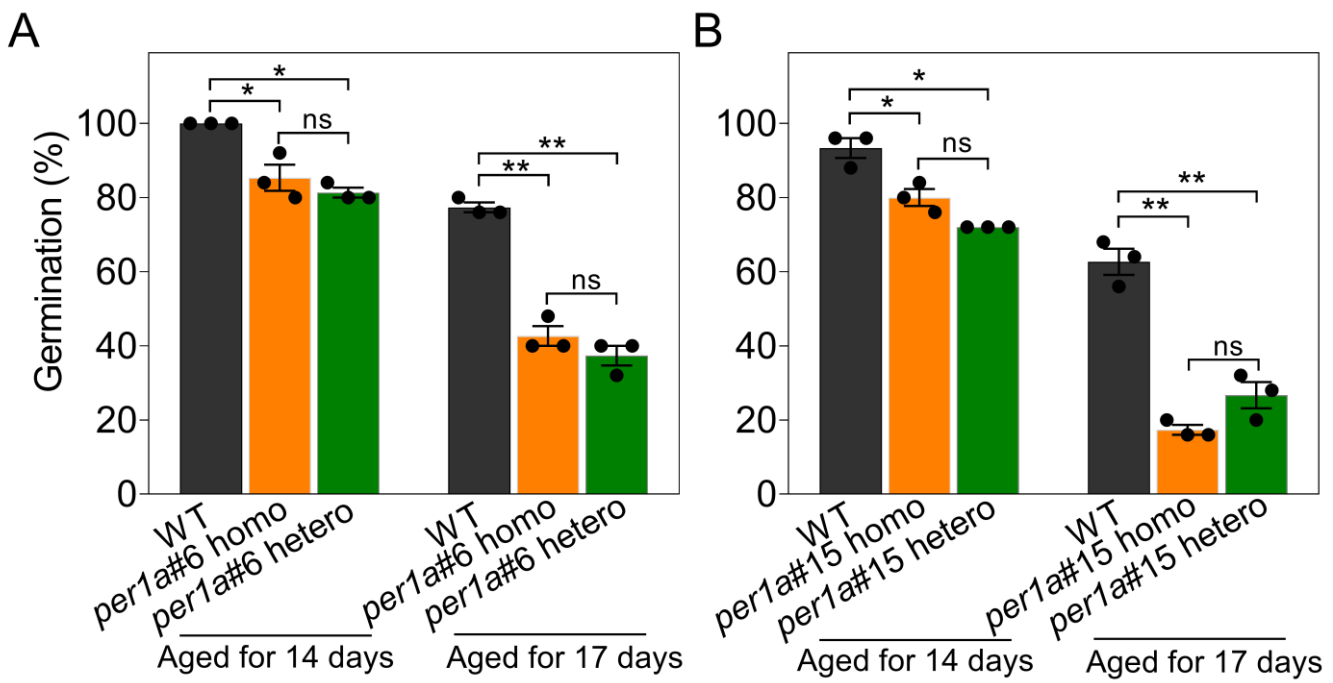 A
Germination (%)
100
80
60
40
20
0
*
*
ns
**
**
ns
WT
per1a#6 homo
per1a#6 hetero
WT
per1a#6 homo
per1a#6 hetero
Aged for 14 days
Aged for 17 days
B
100
80
60
40
20
0
*
*
ns
**
**
ns
WT
per1a#15 homo
per1a#15 hetero
WT
per1a#15 homo
per1a#15 hetero
Aged for 14 days
Aged for 17 days